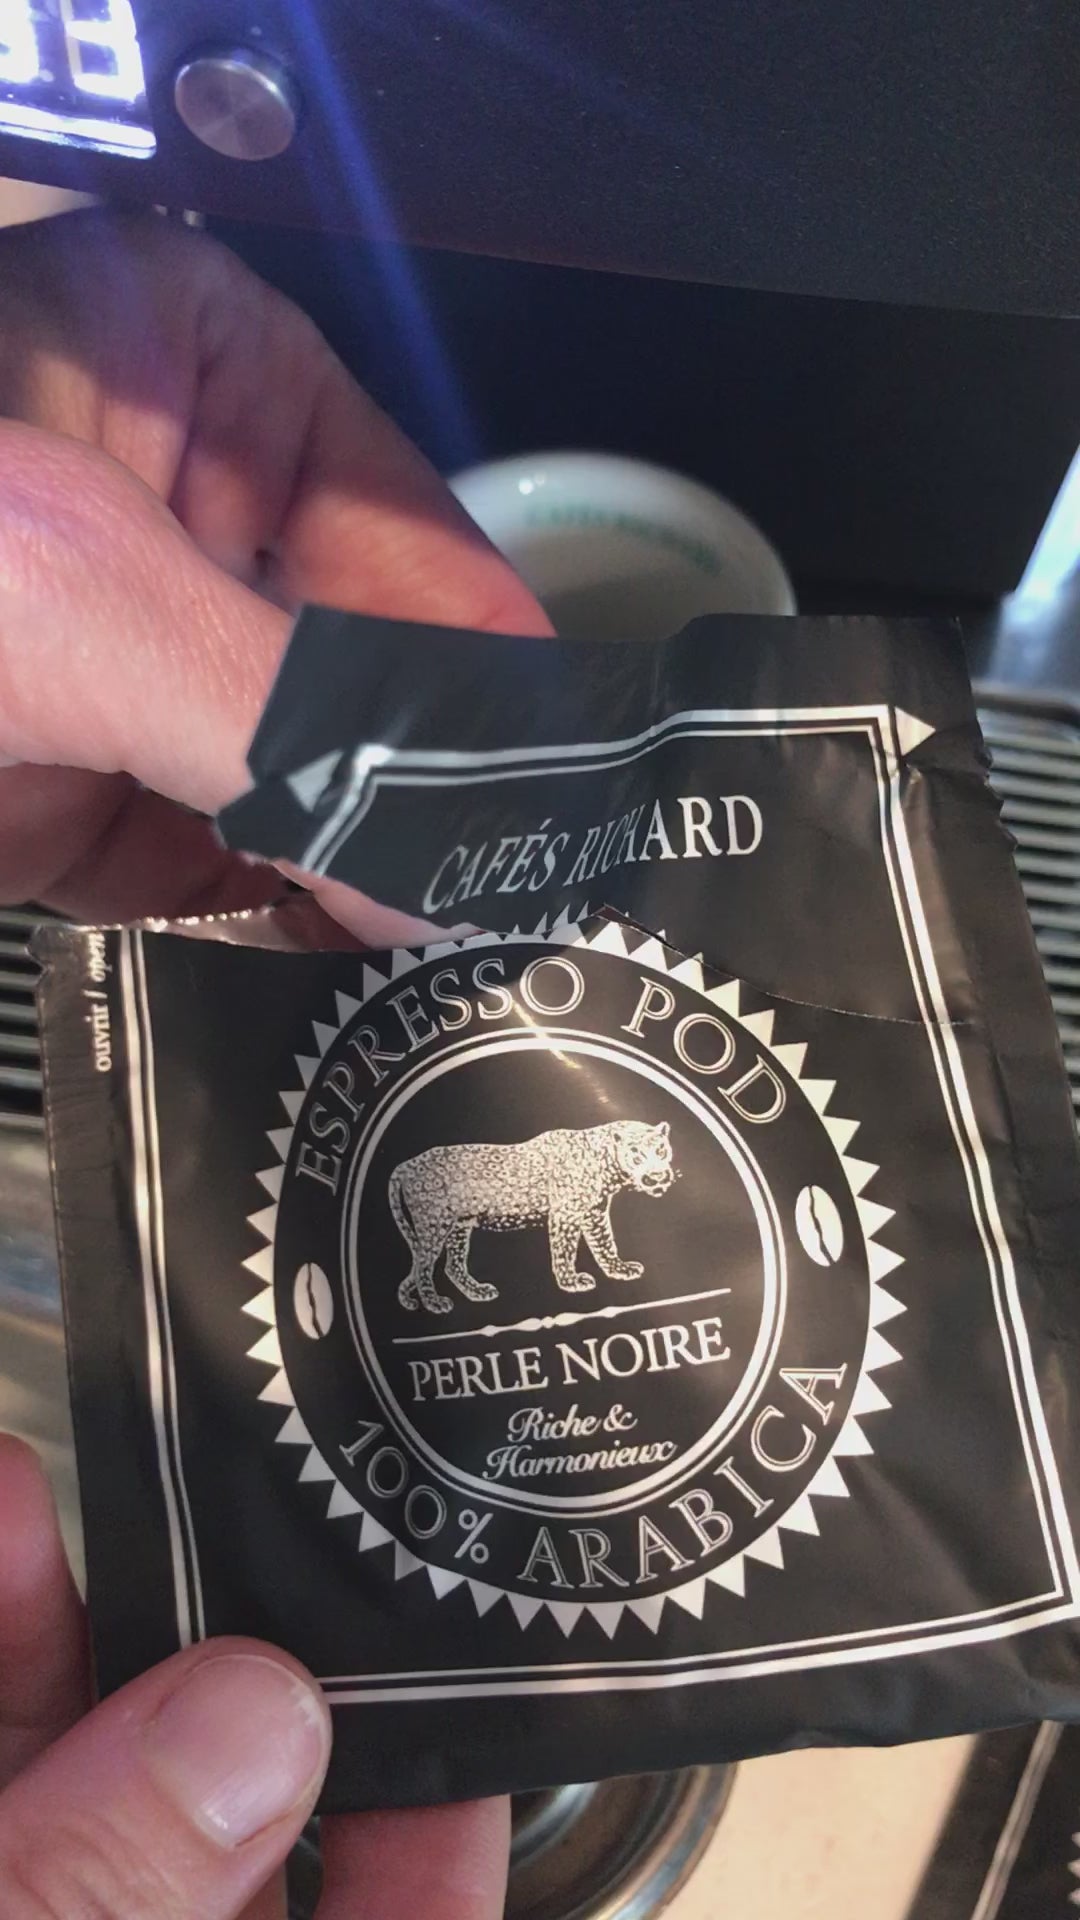 CAFÉS RICHARD
ouvrir / open
ESPRESSO POD
PERLE NOIRE
Riche &
Harmonieux
100% ARABICA